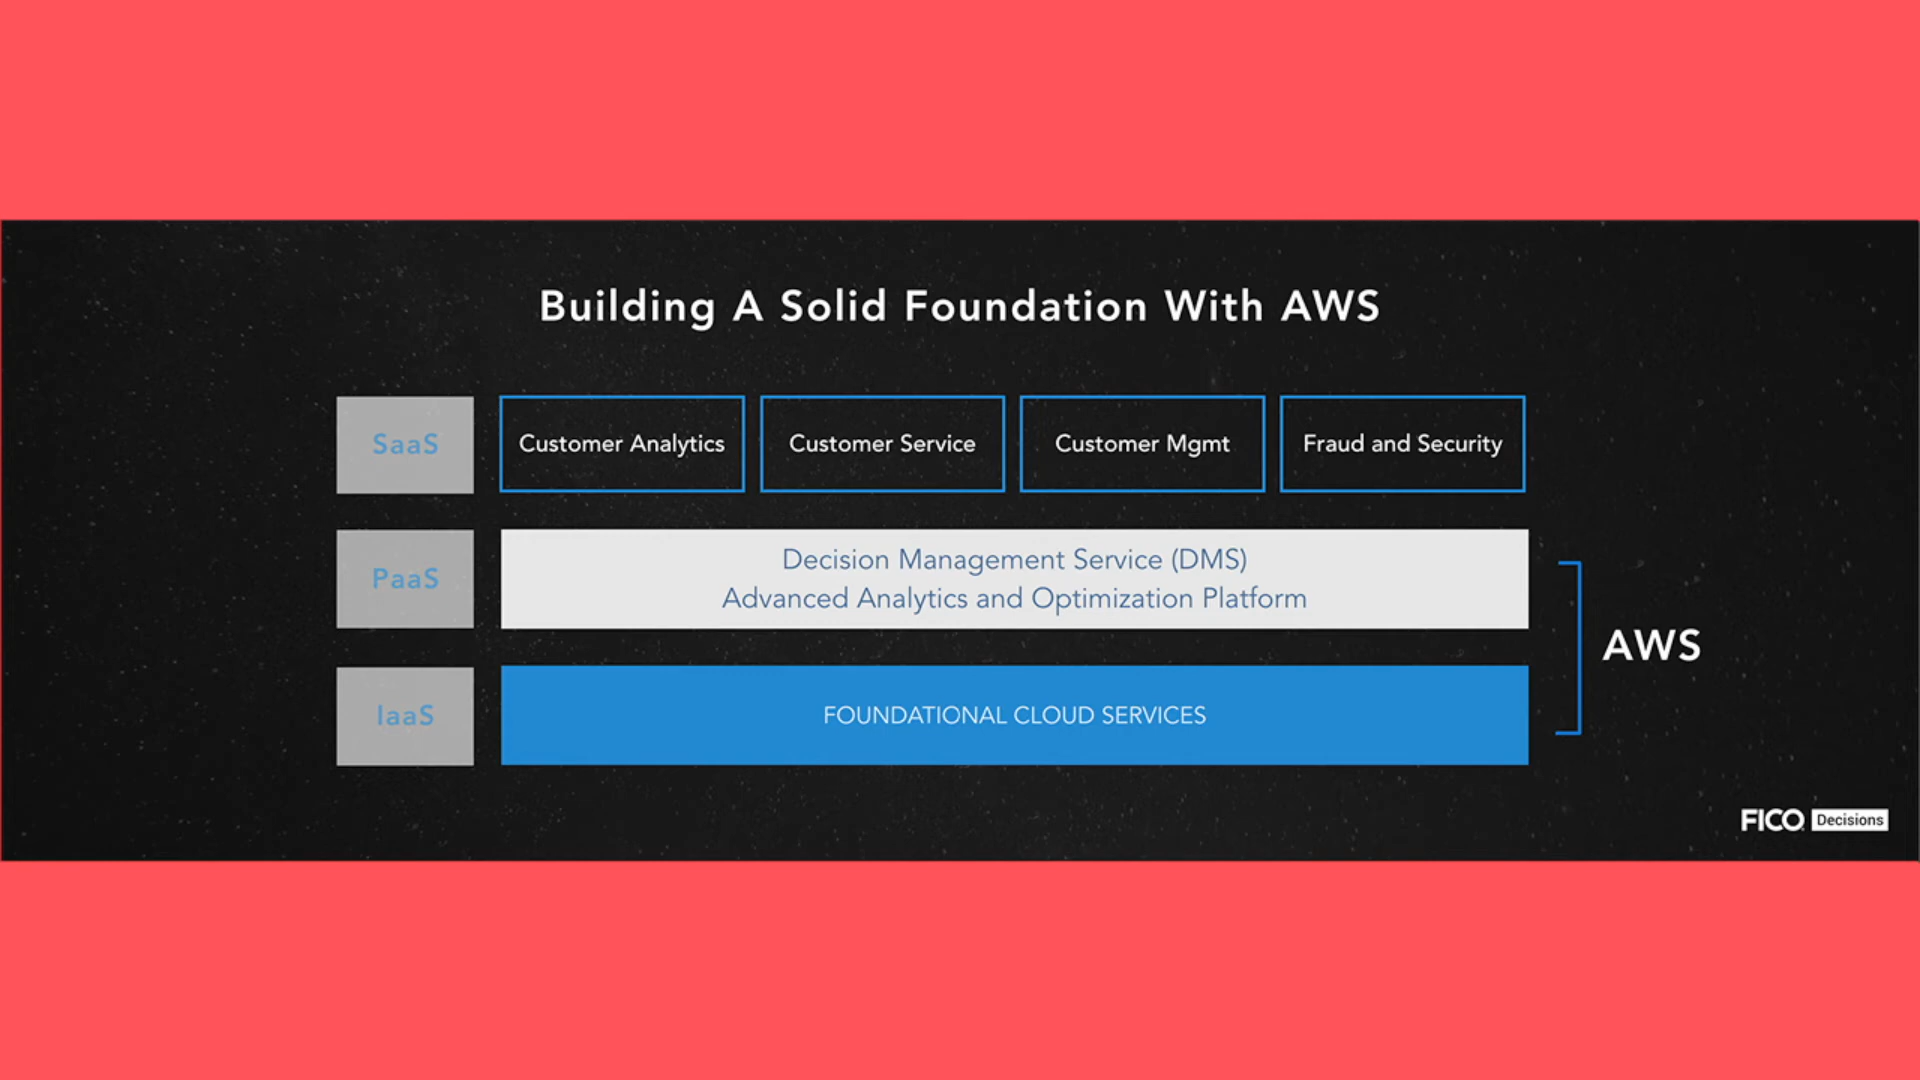 Building A Solid Foundation With AWS
SaaS
Customer Analytics
Customer Service
Customer Mgmt
Fraud and Security
PaaS
Decision Management Service (DMS)
Advanced Analytics and Optimization Platform
AWS
IaaS
FOUNDATIONAL CLOUD SERVICES
FICO Decisions